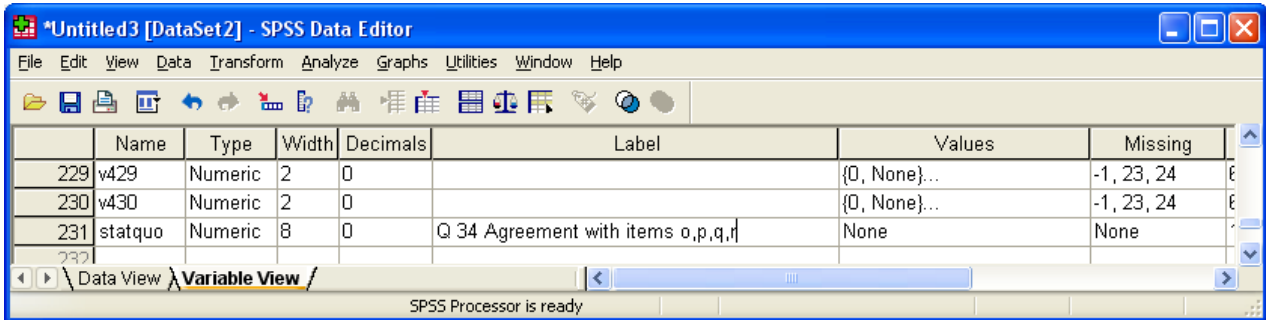 *Untitled3 [DataSet2] - SPSS Data Editor
File Edit View Data Transform Analyze Graphs Utilities Window Help
Name Type Width Decimals Label Values Missing
229 v429 Numeric 2 0 {0, None}... -1, 23, 24
230 v430 Numeric 2 0 {0, None}... -1, 23, 24
231 statquo Numeric 8 0 Q 34 Agreement with items o,p,q,r None None
232
Data View Variable View
SPSS Processor is ready